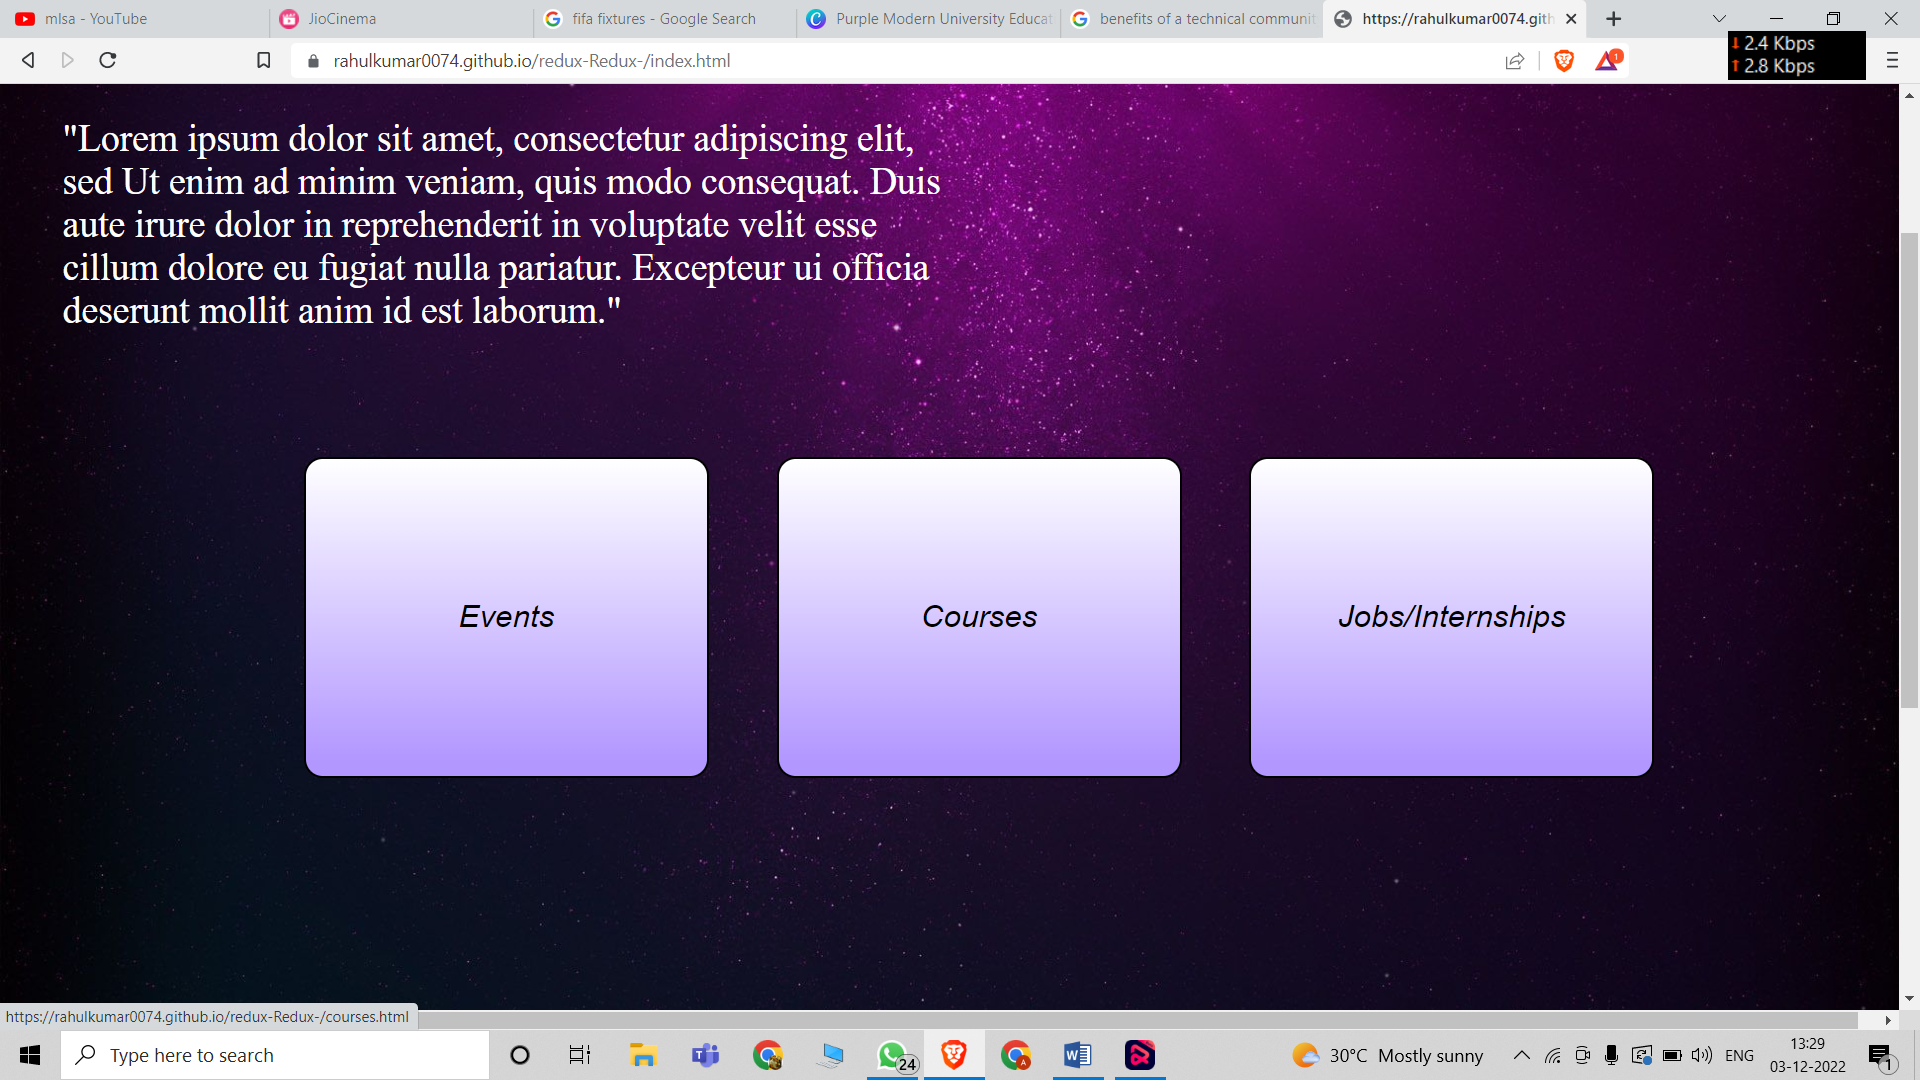 mlsa - YouTube
JioCinema
fifa fixtures - Google Search
Purple Modern University Educat
benefits of a technical communit
https://rahulkumar0074.gith
rahulkumar0074.github.io/redux-Redux-/index.html
1
2.4 Kbps
2.8 Kbps
"Lorem ipsum dolor sit amet, consectetur adipiscing elit,
sed Ut enim ad minim veniam, quis modo consequat. Duis
aute irure dolor in reprehenderit in voluptate velit esse
cillum dolore eu fugiat nulla pariatur. Excepteur ui officia
deserunt mollit anim id est laborum."
Events
Courses
Jobs/Internships
https://rahulkumar0074.github.io/redux-Redux-/courses.html
Type here to search
24
30°C Mostly sunny
ENG
13:29
03-12-2022
1